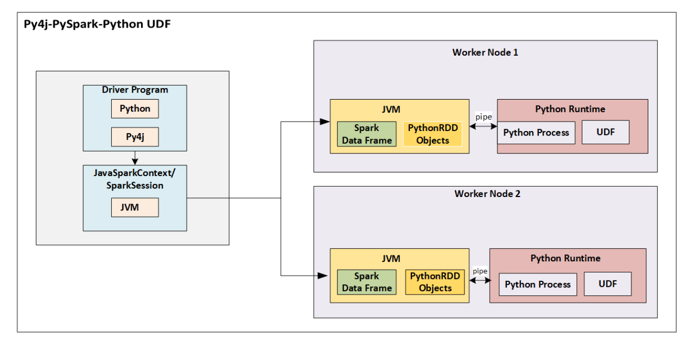 Py4j-PySpark-Python UDF
Driver Program
Python
Py4j
JavaSparkContext/
SparkSession
JVM
Worker Node 1
JVM
Spark
Data Frame
PythonRDD
Objects
pipe
Python Runtime
Python Process
UDF
Worker Node 2
JVM
Spark
Data Frame
PythonRDD
Objects
pipe
Python Runtime
Python Process
UDF